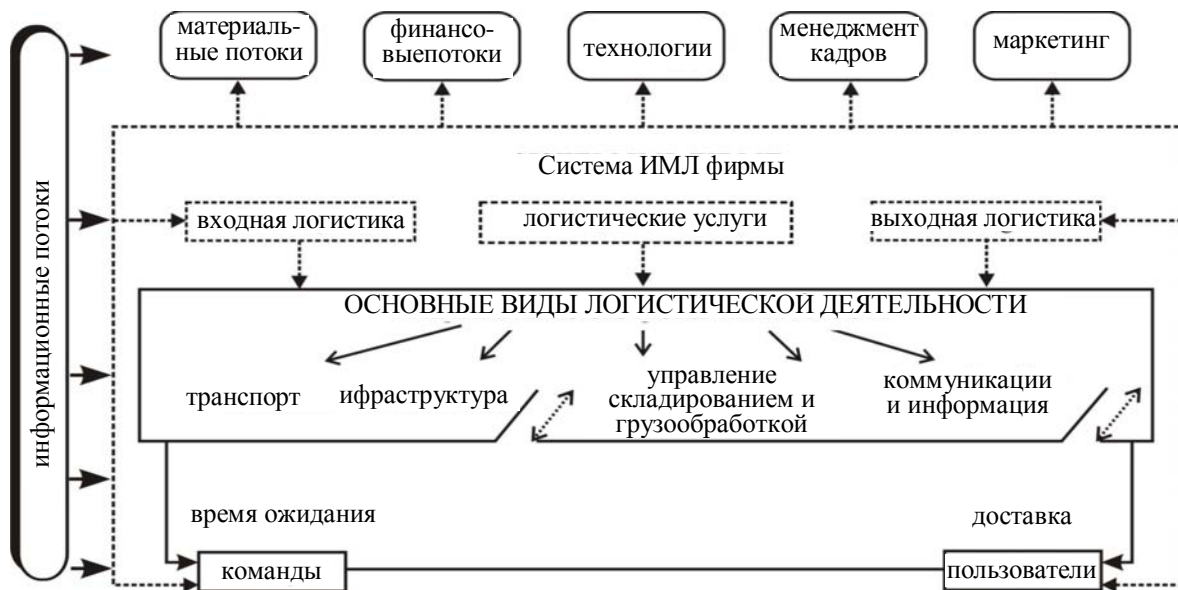 материаль-
ные потоки
финансо-
выепотоки
технологии
менеджмент
кадров
маркетинг
информационные потоки
Система ИМЛ фирмы
входная логистика
логистические услуги
выходная логистика
ОСНОВНЫЕ ВИДЫ ЛОГИСТИЧЕСКОЙ ДЕЯТЕЛЬНОСТИ
транспорт
ифраструктура
управление
складированием и
грузообработкой
коммуникации
и информация
время ожидания
доставка
команды
пользователи